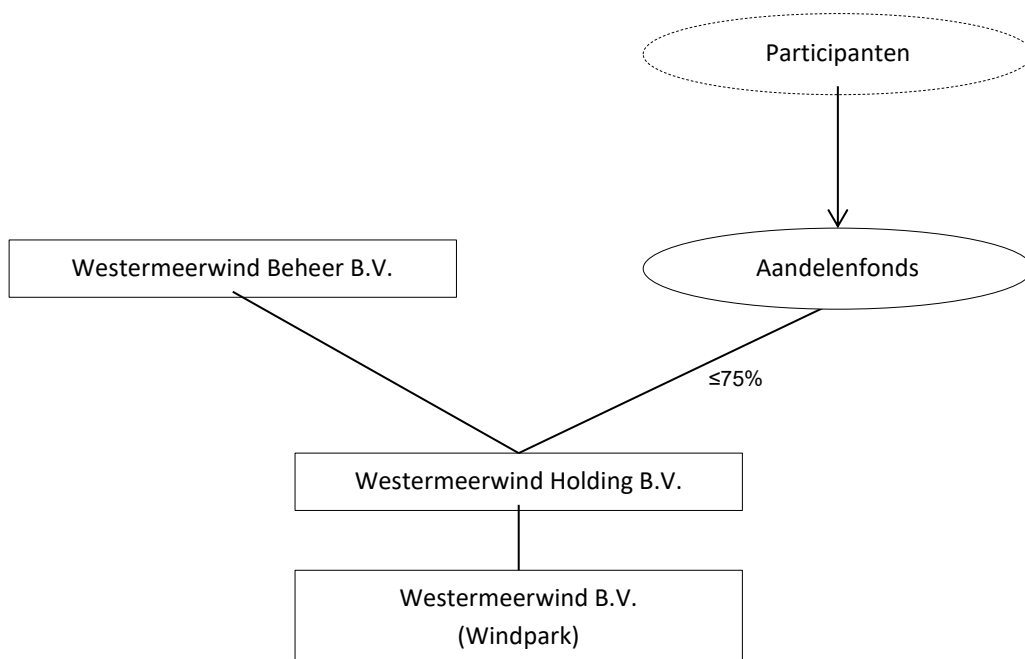 Participanten
Westermeerwind Beheer B.V.
Aandelenfonds
≤75%
Westermeerwind Holding B.V.
Westermeerwind B.V.
(Windpark)